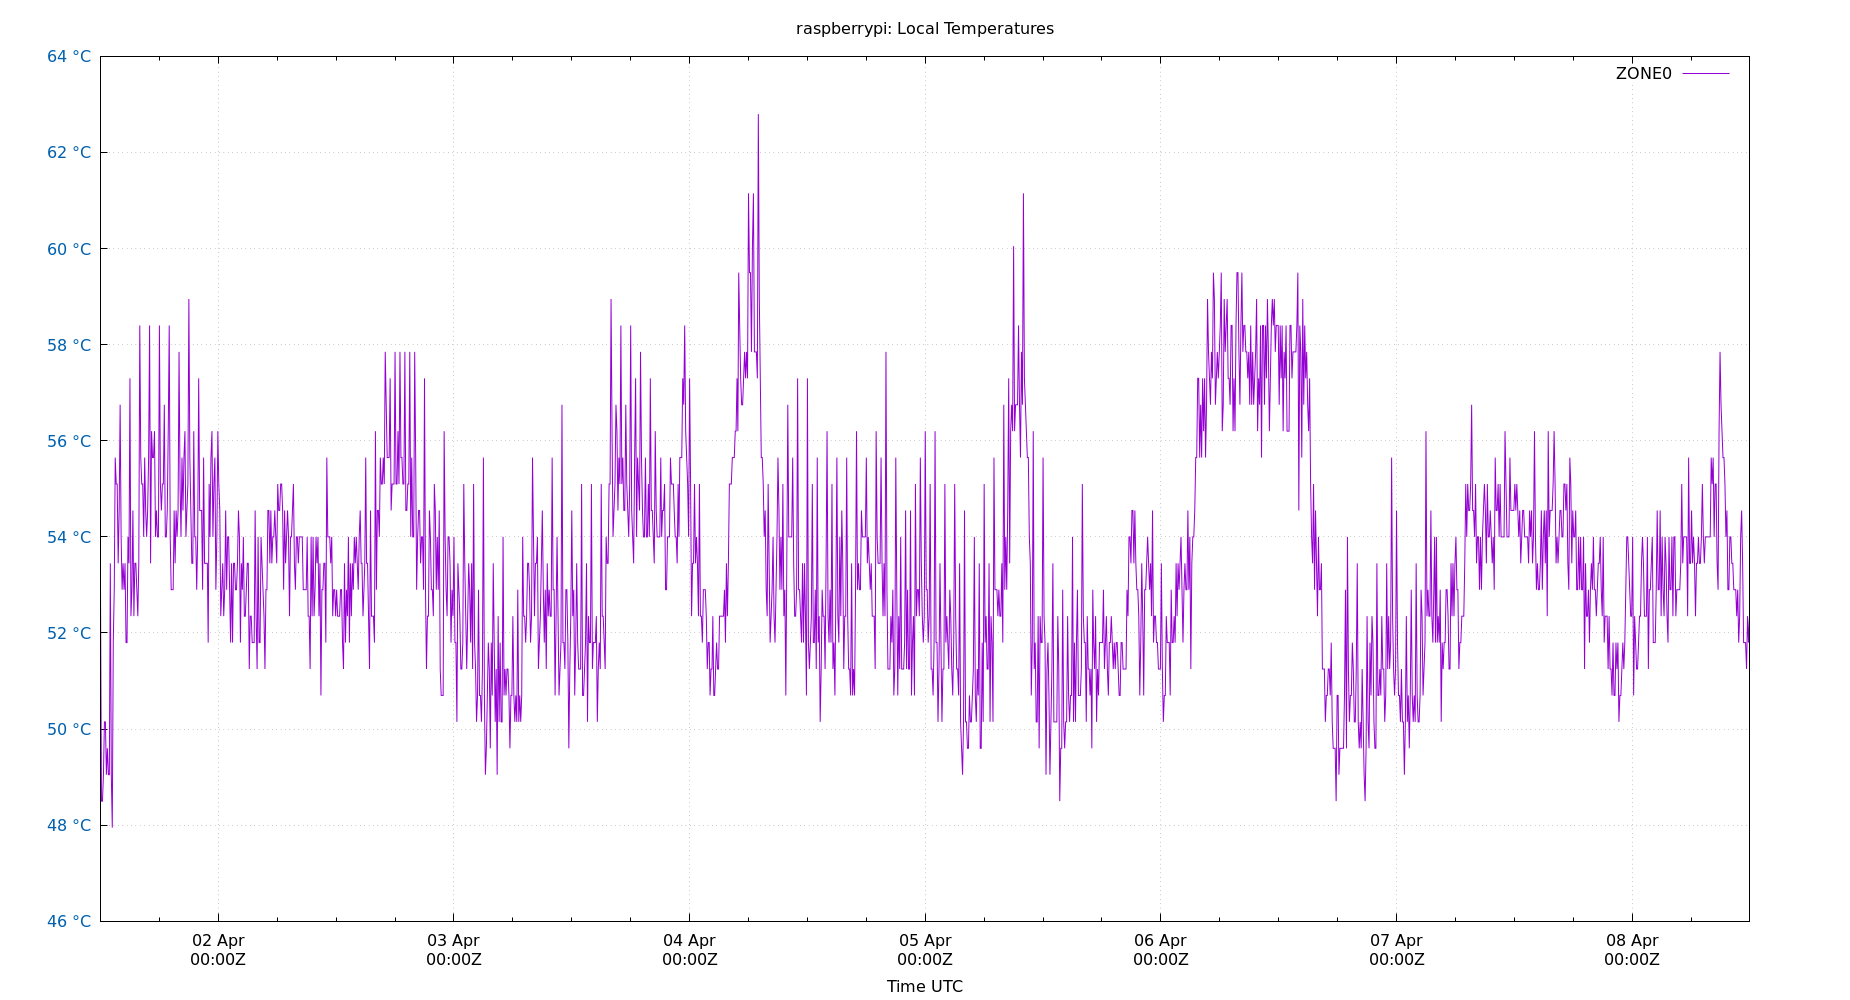 raspberrypi: Local Temperatures
ZONE0
64 °C
62 °C
60 °C
58 °C
56 °C
54 °C
52 °C
50 °C
48 °C
46 °C
02 Apr 03 Apr 04 Apr 05 Apr 06 Apr 07 Apr 08 Apr
00:00Z 00:00Z 00:00Z 00:00Z 00:00Z 00:00Z 00:00Z
Time UTC